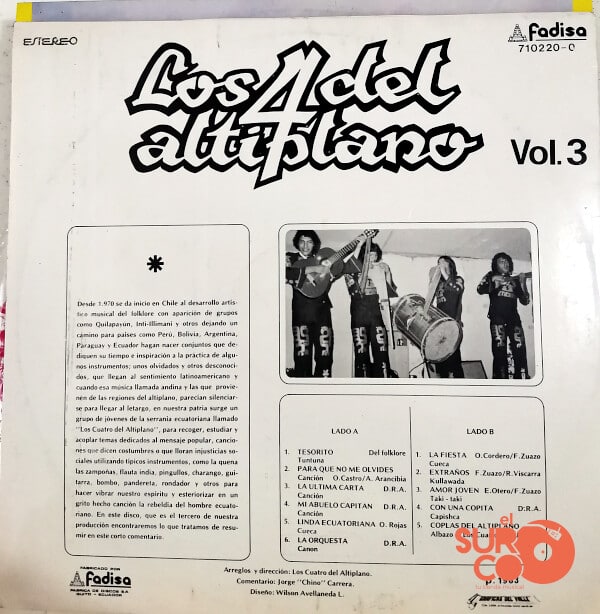 ESTEREO
fadisa
710220-0
Los 4 del
altiplano
Vol. 3
*
Desde 1.970 se da inicio en Chile al desarrollo artís-
tico musical del folklore con aparición de grupos
como Quilapayún, Inti-Illimani y otros dejando un
camino para países como Perú, Bolivia, Argentina,
Paraguay y Ecuador hagan nacer conjuntos que de-
diquen su tiempo e inspiración a la práctica de algu-
nos instrumentos; unos olvidados y otros desconoci-
dos, que llegan al sentimiento latinoamericano y
cuando esa música llamada andina y las que provie-
nen de las regiones del altiplano, parecían silenciar-
se para llegar al letargo, en nuestra patria surge un
grupo de jóvenes de la serranía ecuatoriana llamado
"Los Cuatro del Altiplano", para recoger, estudiar y
acoplar temas dedicados al mensaje popular, cancio-
nes que dicen costumbres o que lloran injusticias so-
ciales utilizando típicos instrumentos, como la quena
las zampoñas, flauta india, pingullos, charango, gui-
tarra, bombo, pandereta, rondador y otros para
hacer vibrar nuestro espíritu y exteriorizar en un
grito hecho canción la rebeldía del hombre ecuato-
riano. En este disco, que es el tercero de nuestra
producción encontraremos lo que tratamos de resu-
mir en este corto comentario.
LADO A
1. TESORITO Del folklore
Tuntuna
2. PARA QUE NO ME OLVIDES
Canción O. Castro/A. Arancibia
3. LA ULTIMA CARTA D.R.A.
Canción
4. MI ABUELO CAPITAN D.R.A.
Canción
5. LINDA ECUATORIANA O. Rojas
Cueca
6. LA ORQUESTA D.R.A.
Canon
LADO B
1. LA FIESTA O.Cordero/F.Zuazo
Cueca
2. EXTRAÑOS F.Zuazo/R.Viscarra
Kullawada
3. AMOR JOVEN E.Otero/F.Zuazo
Taki - taki
4. CON UNA COPITA D.R.A.
Capishca
5. COPLAS DEL ALTIPLANO
Albazo Los
el
SURCO
FABRICADO POR
fadisa
FABRICA DE DISCOS S.A.
QUITO - ECUADOR
Arreglos y dirección: Los Cuatro del Altiplano.
Comentario: Jorge "Chino" Carrera.
Diseño: Wilson Avellaneda L.
p. 1983
GRAFICAS DEL VALLE